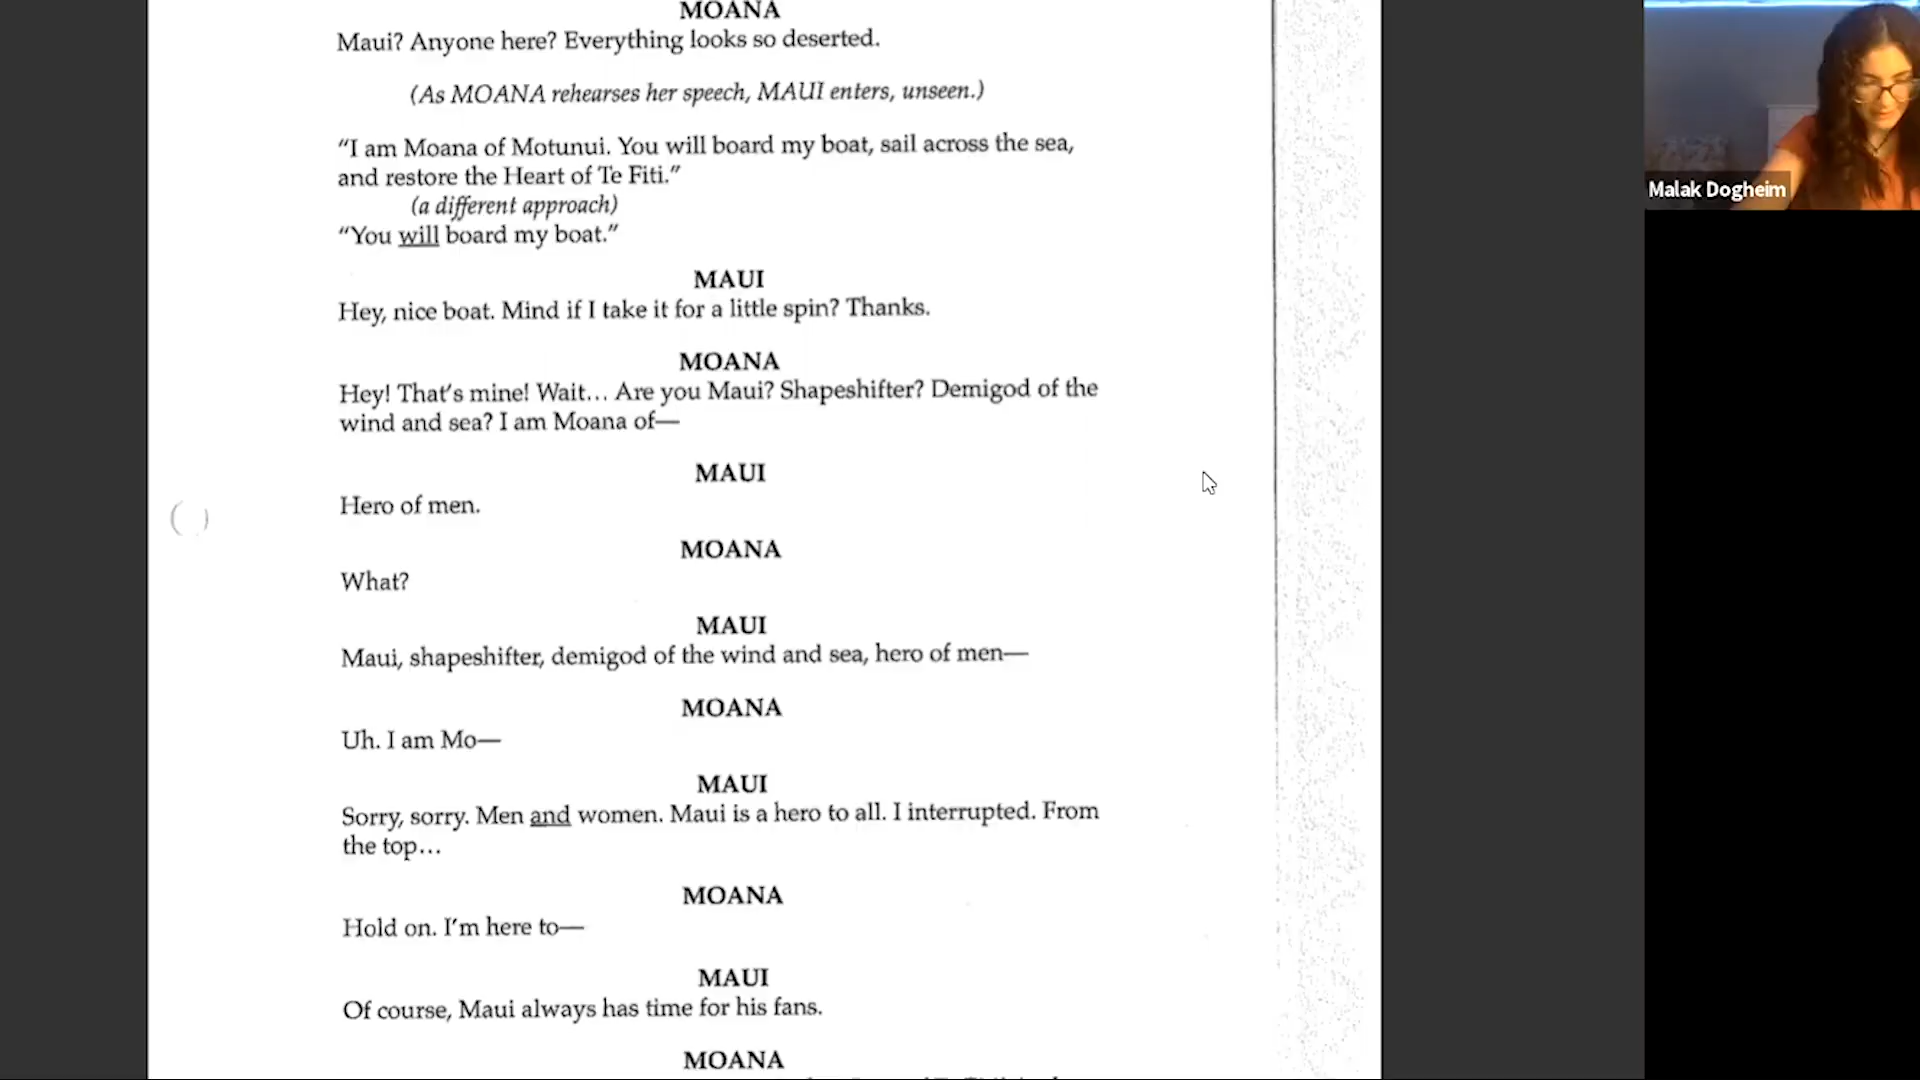 MOANA
Maui? Anyone here? Everything looks so deserted.
(As MOANA rehearses her speech, MAUI enters, unseen.)
"I am Moana of Motunui. You will board my boat, sail across the sea,
and restore the Heart of Te Fiti."
(a different approach)
"You will board my boat."
MAUI
Hey, nice boat. Mind if I take it for a little spin? Thanks.
MOANA
Hey! That's mine! Wait... Are you Maui? Shapeshifter? Demigod of the
wind and sea? I am Moana of—
MAUI
Hero of men.
MOANA
What?
MAUI
Maui, shapeshifter, demigod of the wind and sea, hero of men—
MOANA
Uh. I am Mo—
MAUI
Sorry, sorry. Men and women. Maui is a hero to all. I interrupted. From
the top...
MOANA
Hold on. I'm here to—
MAUI
Of course, Maui always has time for his fans.
MOANA
Malak Dogheim